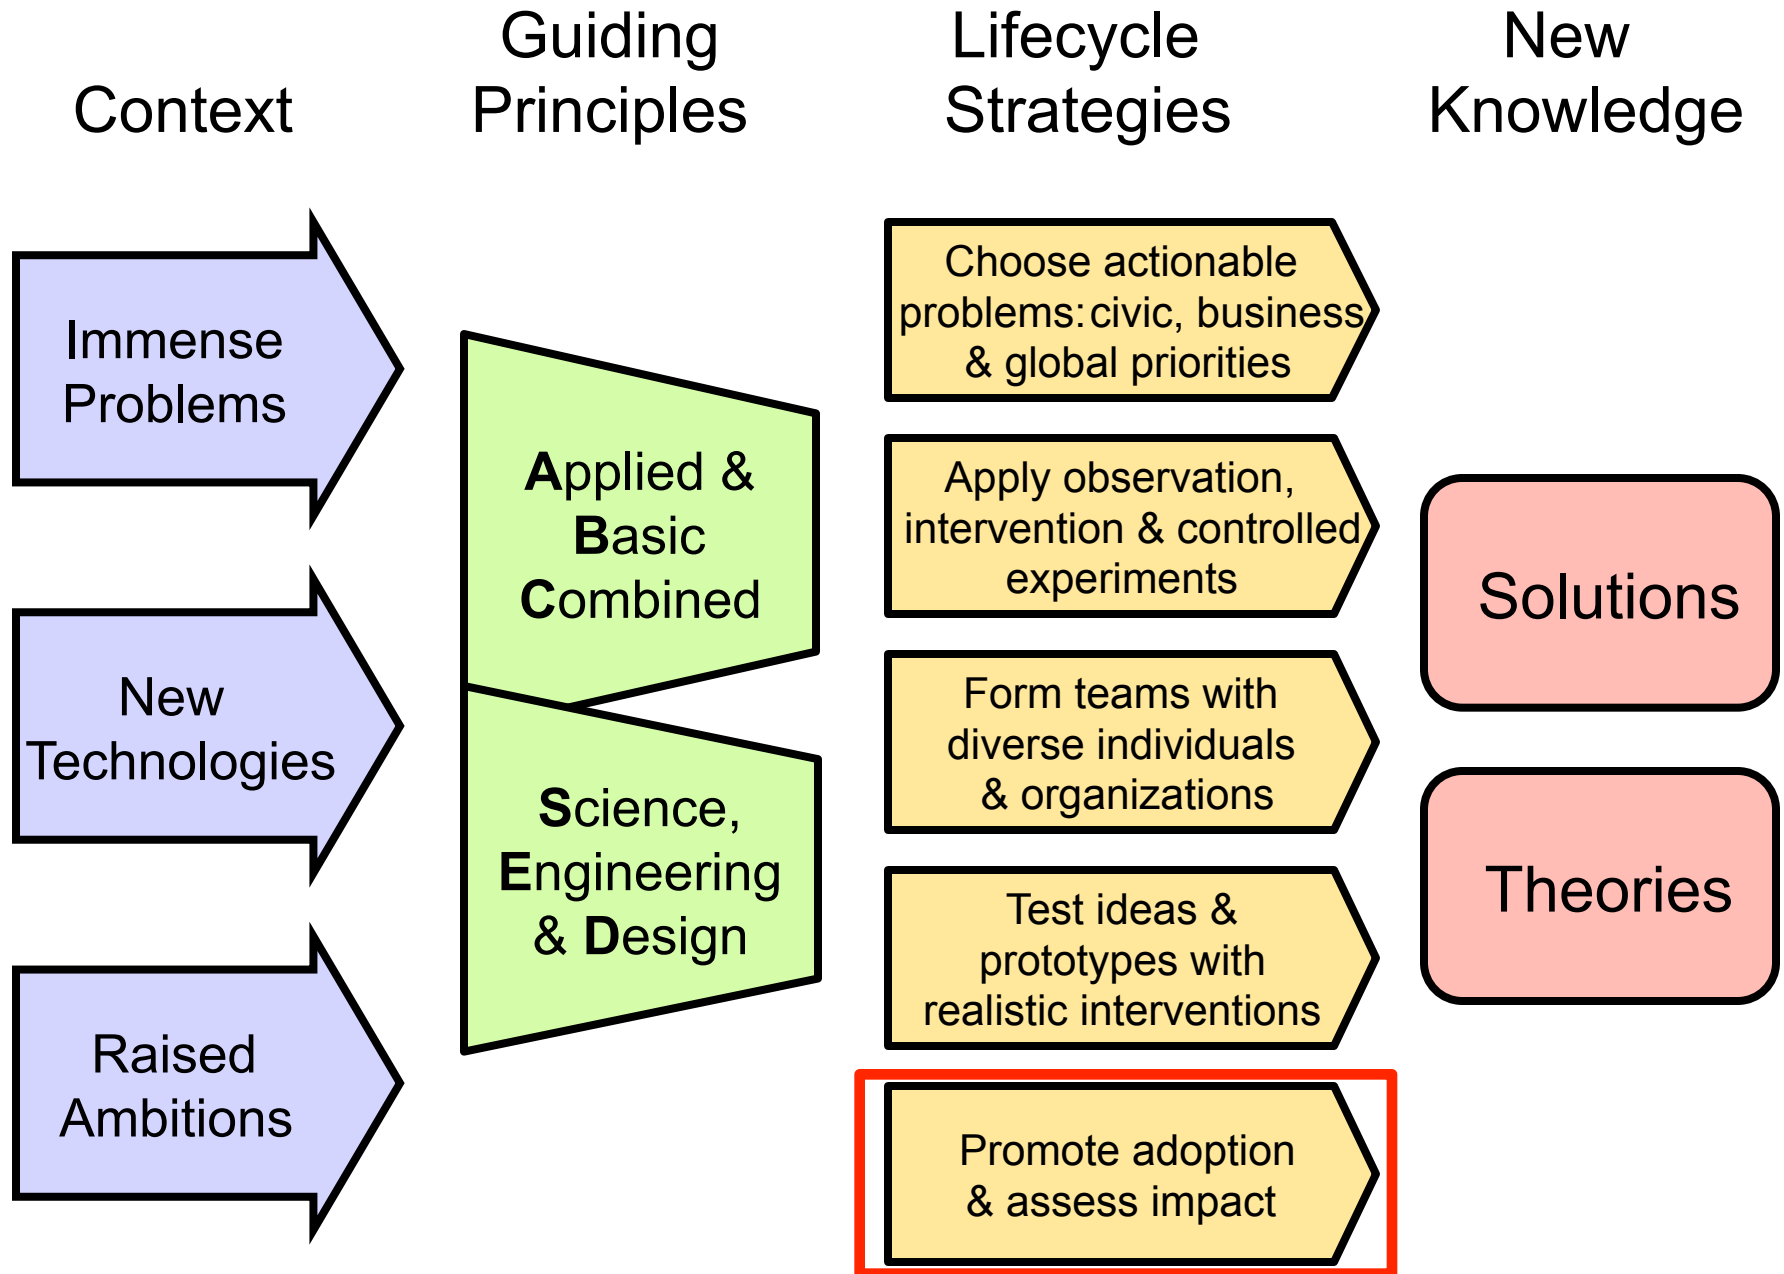 Context
Guiding
Principles
Lifecycle
Strategies
New
Knowledge
Immense
Problems
New
Technologies
Raised
Ambitions
Applied &
Basic
Combined
Science,
Engineering
& Design
Choose actionable
problems: civic, business
& global priorities
Apply observation,
intervention & controlled
experiments
Form teams with
diverse individuals
& organizations
Test ideas &
prototypes with
realistic interventions
Promote adoption
& assess impact
Solutions
Theories